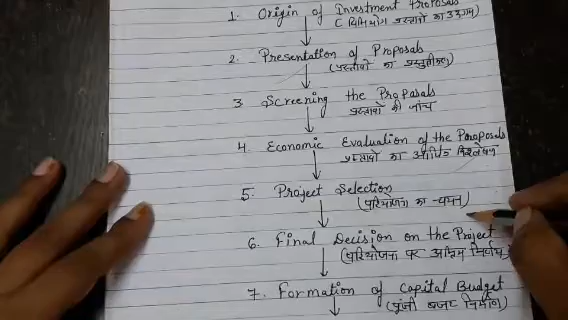 1. Origin of Investment Proposals
( विनियोग प्रस्तावों का उद्गम)
2. Presentation of Proposals
(प्रस्तावों का प्रस्तुतीकरण)
3 Screening the Proposals
प्रस्तावों की जांच
4. Economic Evaluation of the Proposals
प्रस्तावों का आर्थिक विश्लेषण
5. Project Selection
(परियोजना का चयन)
6. Final Decision on the Project
(परियोजना पर अन्तिम निर्णय)
7. Formation of Capital Budget
(पूंजी बजट निर्माण)